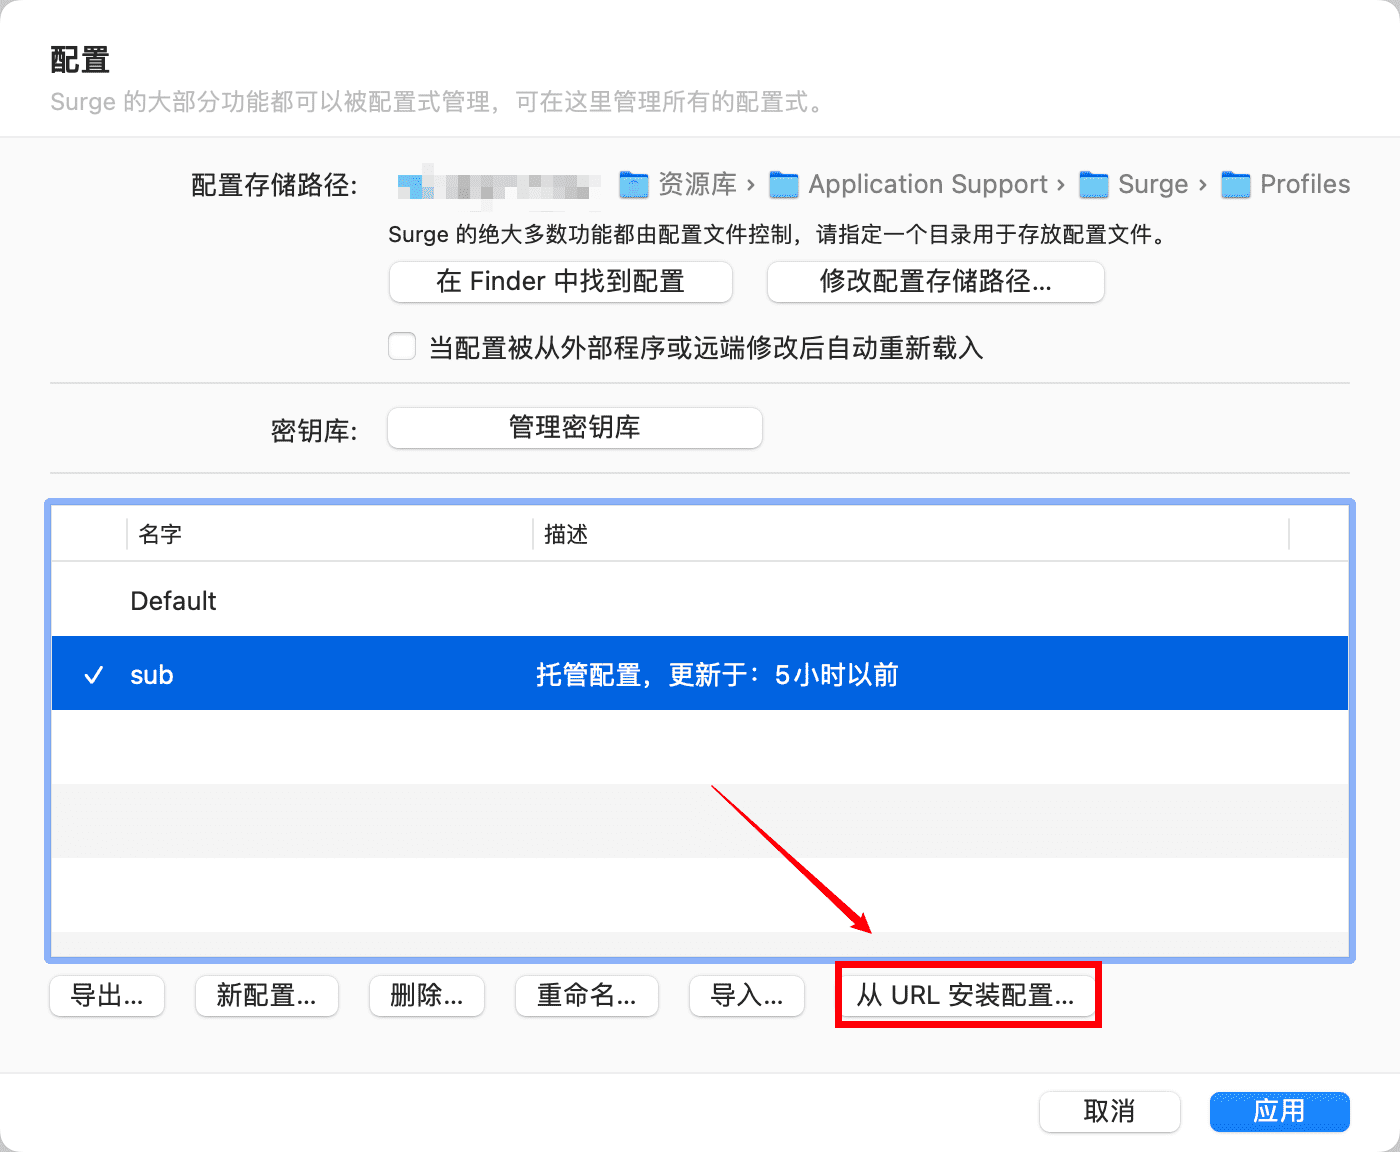 配置
Surge 的大部分功能都可以被配置式管理，可在这里管理所有的配置式。
配置存储路径: 资源库 › Application Support › Surge › Profiles
Surge 的绝大多数功能都由配置文件控制，请指定一个目录用于存放配置文件。
在 Finder 中找到配置 修改配置存储路径...
当配置被从外部程序或远端修改后自动重新载入
密钥库: 管理密钥库
名字 描述
Default
✓ sub 托管配置，更新于：5小时以前
导出... 新配置... 删除... 重命名... 导入... 从 URL 安装配置...
取消 应用